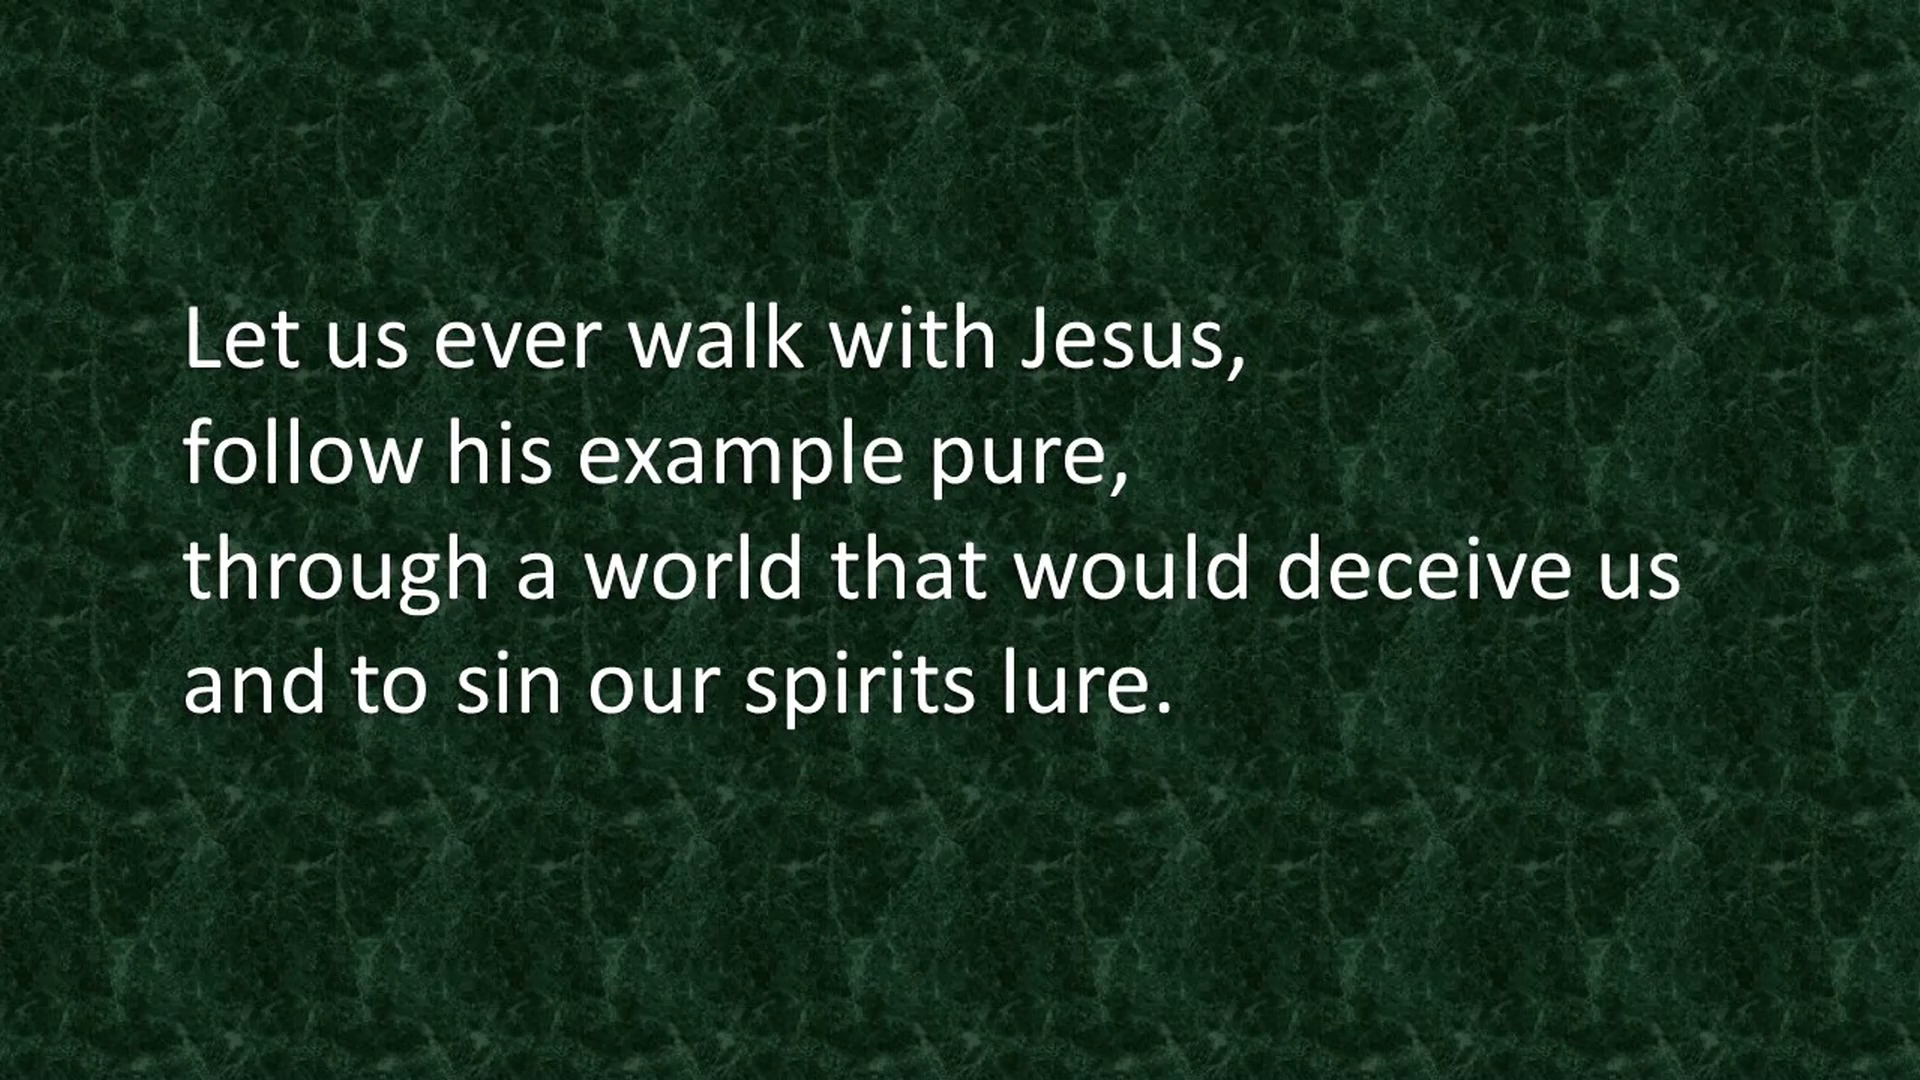 Let us ever walk with Jesus,
follow his example pure,
through a world that would deceive us
and to sin our spirits lure.